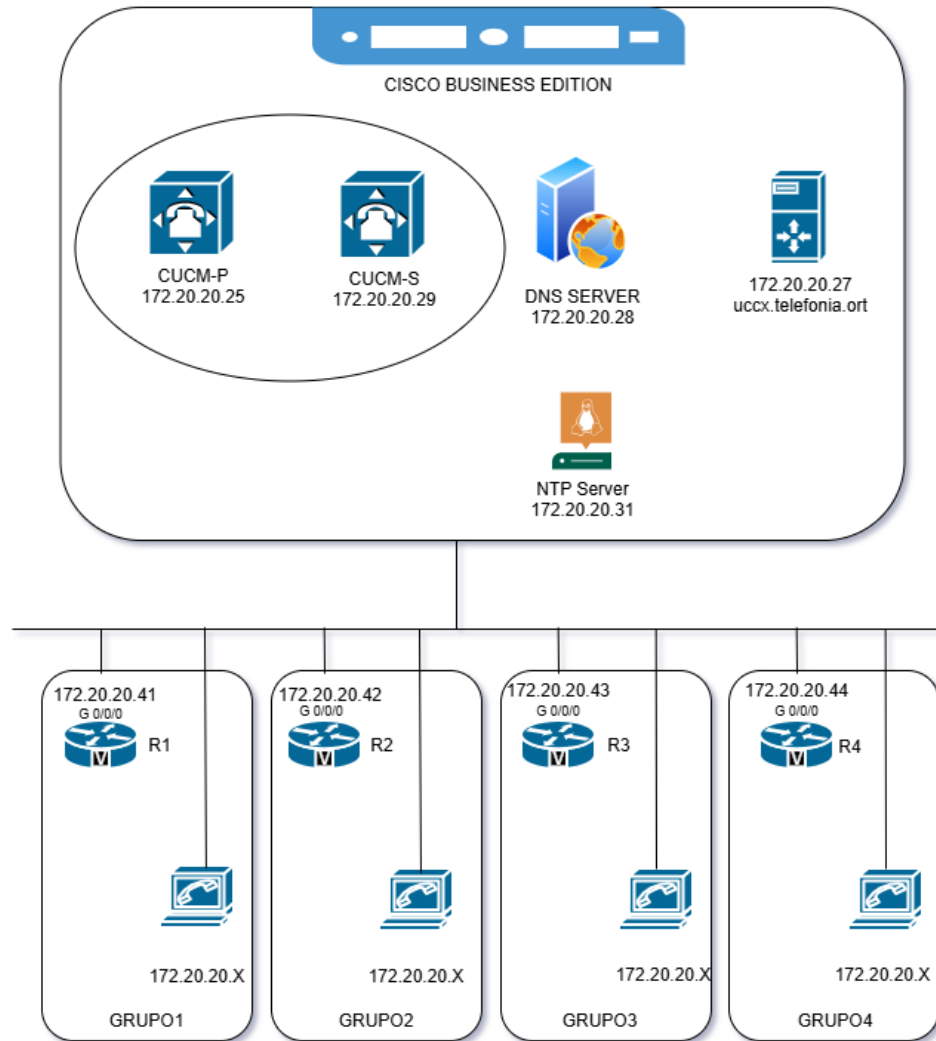 CISCO BUSINESS EDITION
CUCM-P
172.20.20.25
CUCM-S
172.20.20.29
DNS SERVER
172.20.20.28
172.20.20.27
uccx.telefonia.ort
NTP Server
172.20.20.31
172.20.20.41
G 0/0/0
R1
172.20.20.X
GRUPO1
172.20.20.42
G 0/0/0
R2
172.20.20.X
GRUPO2
172.20.20.43
G 0/0/0
R3
172.20.20.X
GRUPO3
172.20.20.44
G 0/0/0
R4
172.20.20.X
GRUPO4
V
V
V
V